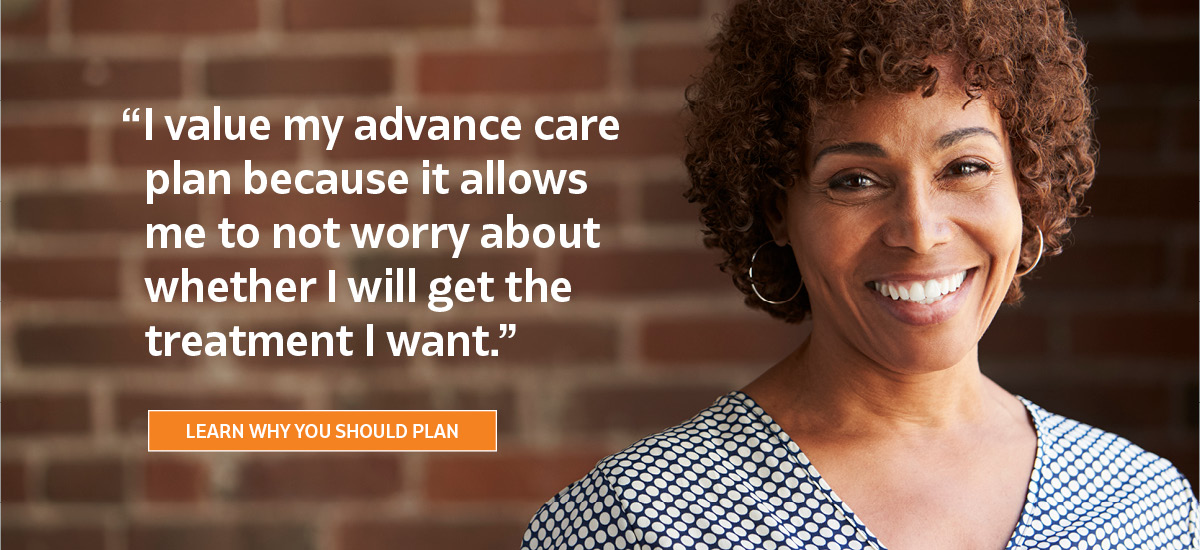 “I value my advance care
plan because it allows
me to not worry about
whether I will get the
treatment I want.”
LEARN WHY YOU SHOULD PLAN